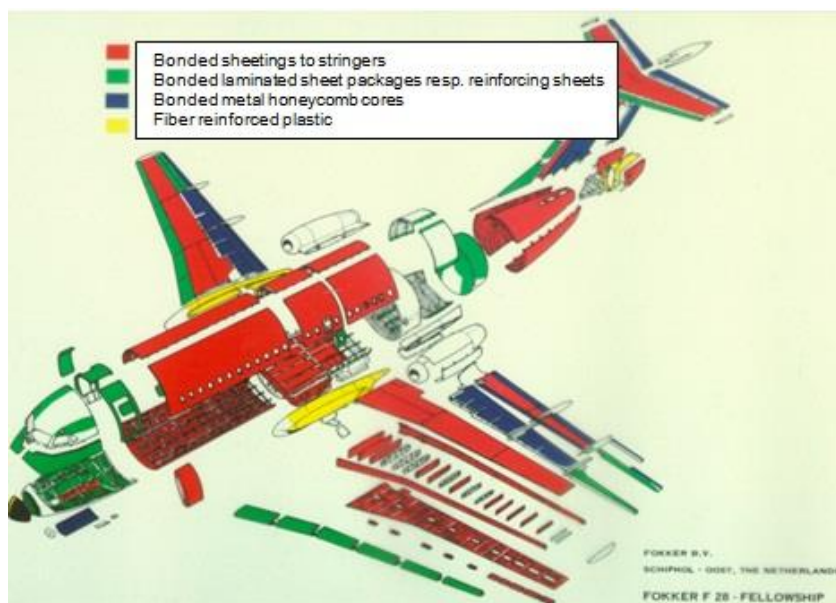 Bonded sheetings to stringers
Bonded laminated sheet packages resp. reinforcing sheets
Bonded metal honeycomb cores
Fiber reinforced plastic
FOKKER B.V.
SCHIPHOL - OOST, THE NETHERLAND
FOKKER F 28 - FELLOWSHIP